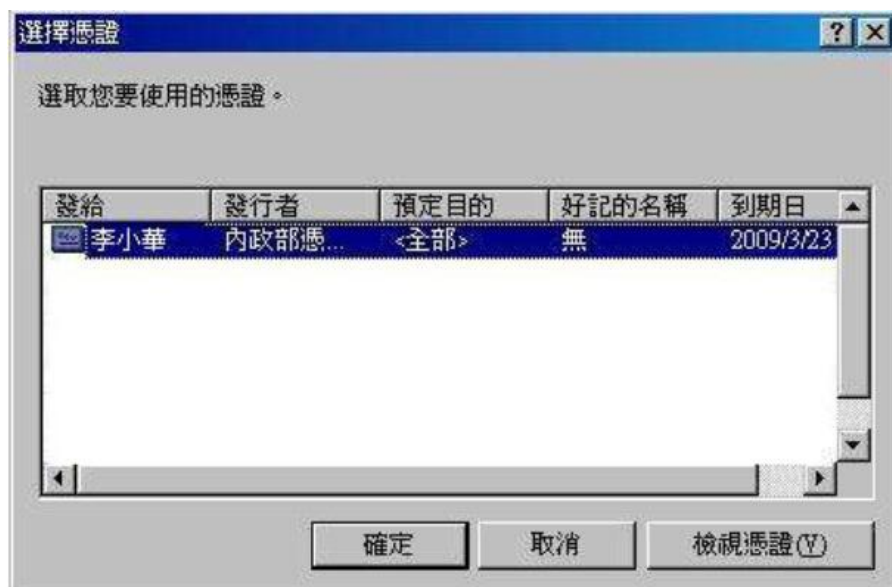 選擇憑證
選取您要使用的憑證。
發給 發行者 預定目的 好記的名稱 到期日
李小華 內政部憑... <全部> 無 2009/3/23
確定 取消 檢視憑證(V)